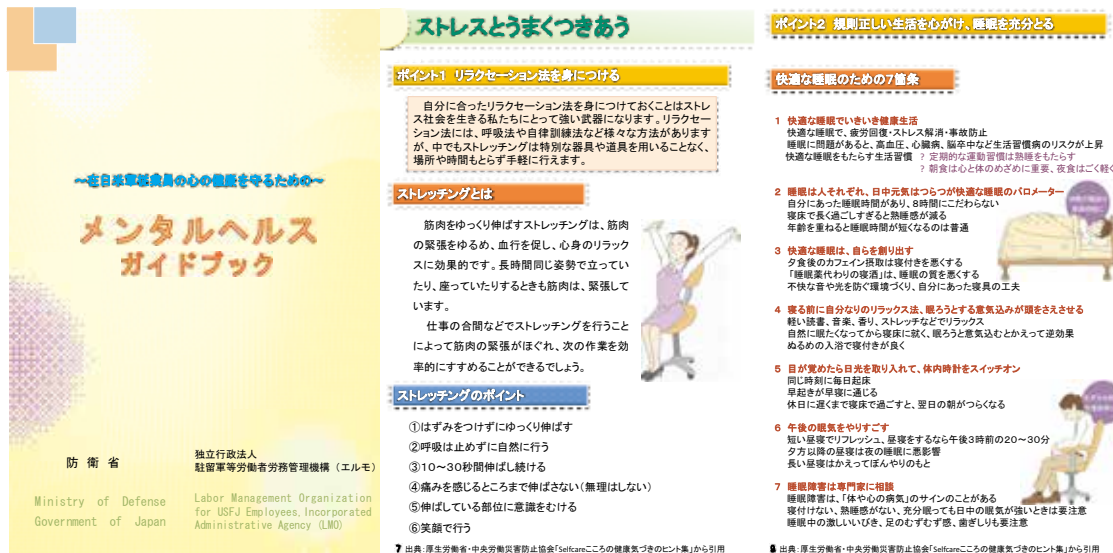 ～在日米軍従業員の心の健康を守るための～
メンタルヘルス
ガイドブック
防衛省
Ministry of Defense
Government of Japan
独立行政法人
駐留軍等労働者労務管理機構（エルモ）
Labor Management Organization
for USFJ Employees, Incorporated
Administrative Agency (LMO)
ストレスとうまくつきあう
ポイント1 リラクセーション法を身につける
自分に合ったリラクセーション法を身につけておくことはストレ
ス社会を生きる私たちにとって強い武器になります。リラクセー
ション法には、呼吸法や自律訓練法など様々な方法があります
が、中でもストレッチングは特別な器具や道具を用いることなく、
場所や時間もとらず手軽に行えます。
ストレッチングとは
筋肉をゆっくり伸ばすストレッチングは、筋肉
の緊張をゆるめ、血行を促し、心身のリラック
スに効果的です。長時間同じ姿勢で立ってい
たり、座っていたりするときも筋肉は、緊張して
います。
仕事の合間などでストレッチングを行うこと
によって筋肉の緊張がほぐれ、次の作業を効
率的にすすめることができるでしょう。
ストレッチングのポイント
①はずみをつけずにゆっくり伸ばす
②呼吸は止めずに自然に行う
③10～30秒間伸ばし続ける
④痛みを感じるところまで伸ばさない（無理はしない）
⑤伸ばしている部位に意識をむける
⑥笑顔で行う
7 出典：厚生労働省・中央労働災害防止協会「Selfcareこころの健康気づきのヒント集」から引用
ポイント2 規則正しい生活を心がけ、睡眠を充分とる
快適な睡眠のための7箇条
1 快適な睡眠でいきいき健康生活
快適な睡眠で、疲労回復・ストレス解消・事故防止
睡眠に問題があると、高血圧、心臓病、脳卒中など生活習慣病のリスクが上昇
快適な睡眠をもたらす生活習慣 ? 定期的な運動習慣は熟睡をもたらす
? 朝食は心と体のめざめに重要、夜食はごく軽く
2 睡眠は人それぞれ、日中元気はつらつが快適な睡眠のバロメーター
自分にあった睡眠時間があり、8時間にこだわらない
寝床で長く過ごしすぎると熟睡感が減る
年齢を重ねると睡眠時間が短くなるのは普通
3 快適な睡眠は、自らを創り出す
夕食後のカフェイン摂取は寝付きを悪くする
「睡眠薬代わりの寝酒」は、睡眠の質を悪くする
不快な音や光を防ぐ環境づくり、自分にあった寝具の工夫
4 寝る前に自分なりのリラックス法、眠ろうとする意気込みが頭をさえさせる
軽い読書、音楽、香り、ストレッチなどでリラックス
自然に眠たくなってから寝床に就く、眠ろうと意気込むとかえって逆効果
ぬるめの入浴で寝付きが良く
5 目が覚めたら日光を取り入れて、体内時計をスイッチオン
同じ時刻に毎日起床
早起きが早寝に通じる
休日に遅くまで寝床で過ごすと、翌日の朝がつらくなる
6 午後の眠気をやりすごす
短い昼寝でリフレッシュ、昼寝をするなら午後3時前の20～30分
夕方以降の昼寝は夜の睡眠に悪影響
長い昼寝はかえってぼんやりのもと
7 睡眠障害は専門家に相談
睡眠障害は、「体や心の病気」のサインのことがある
寝付けない、熟睡感がない、充分眠っても日中の眠気が強いときは要注意
睡眠中の激しいいびき、足のむずむず感、歯ぎしりも要注意
8 出典：厚生労働省・中央労働災害防止協会「Selfcareこころの健康気づきのヒント集」から引用